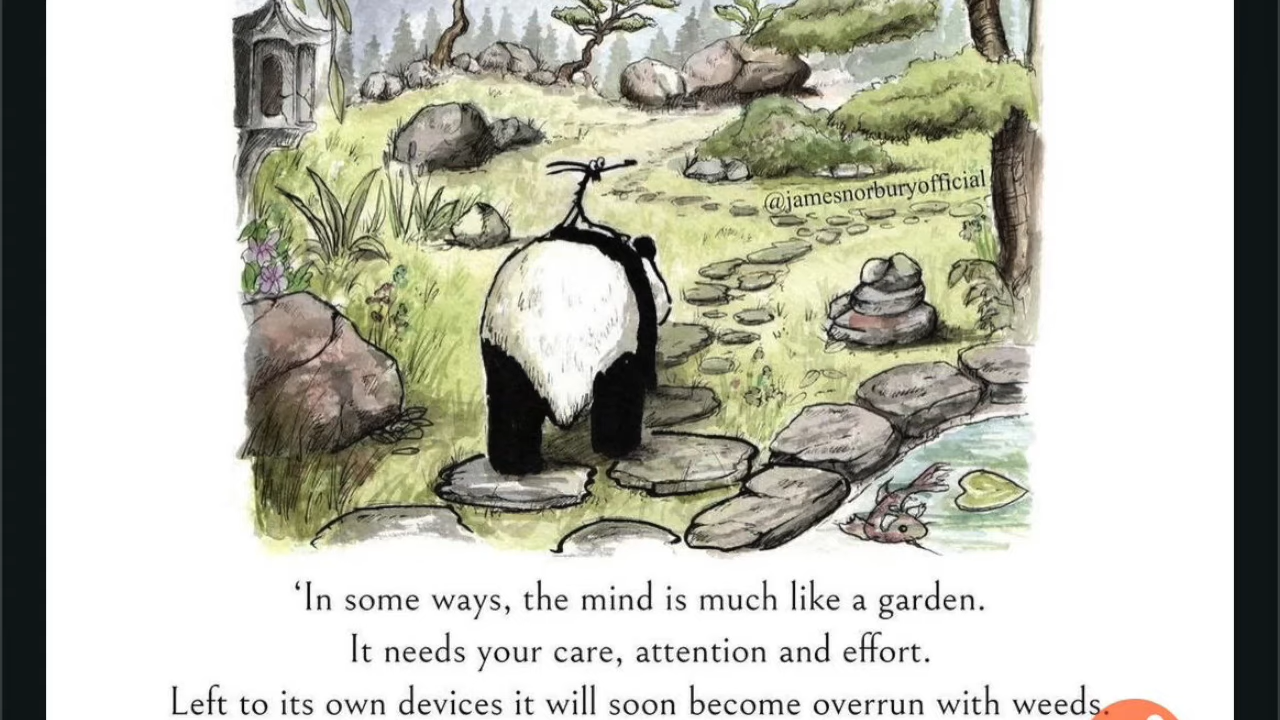 @jamesnorburyofficial
‘In some ways, the mind is much like a garden.
It needs your care, attention and effort.
Left to its own devices it will soon become overrun with weeds.